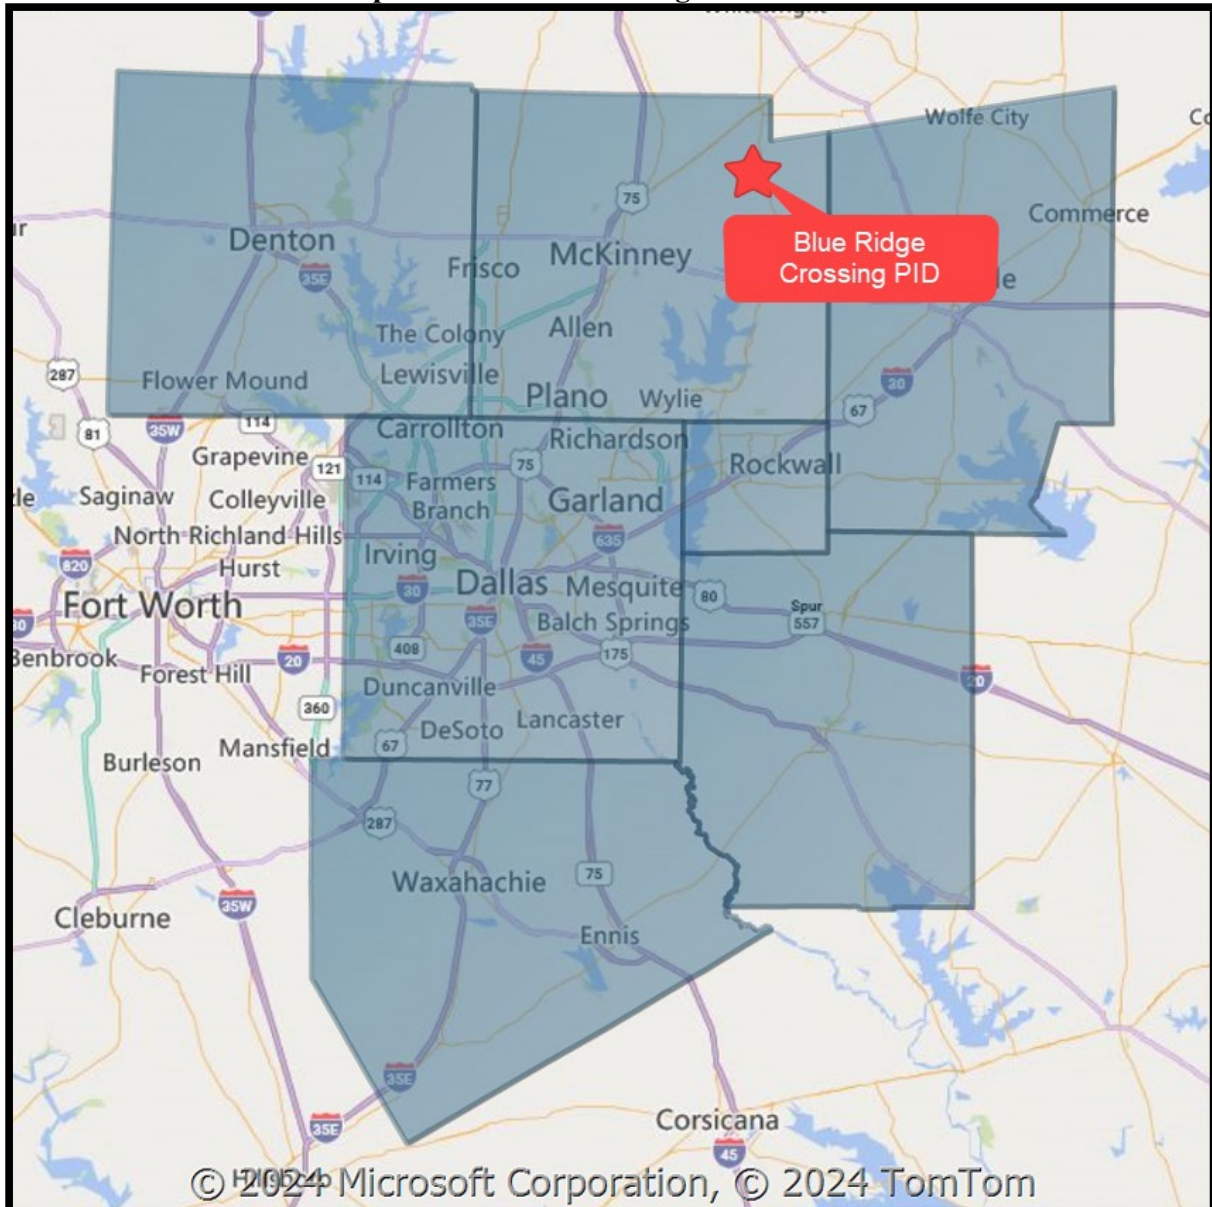 Wolfe City
Commerce
75
Denton
McKinney
Blue Ridge
Crossing PID
Frisco
35E
The Colony
Allen
287
Flower Mound
Lewisville
30
Plano
Wylie
67
81
35W
114
Carrollton
Richardson
Grapevine
121
114
75
Rockwall
Farmers
Branch
Saginaw
Colleyville
Garland
North Richland Hills
635
Irving
820
Hurst
30
Dallas
Mesquite
80
Fort Worth
Spur
557
35E
Balch Springs
Benbrook
408
45
175
20
Forest Hill
20
Duncanville
360
DeSoto
Lancaster
67
Mansfield
Burleson
77
287
Waxahachie
75
35W
Cleburne
Ennis
35E
35E
Corsicana
45
Hillsboro
© 2024 Microsoft Corporation, © 2024 TomTom